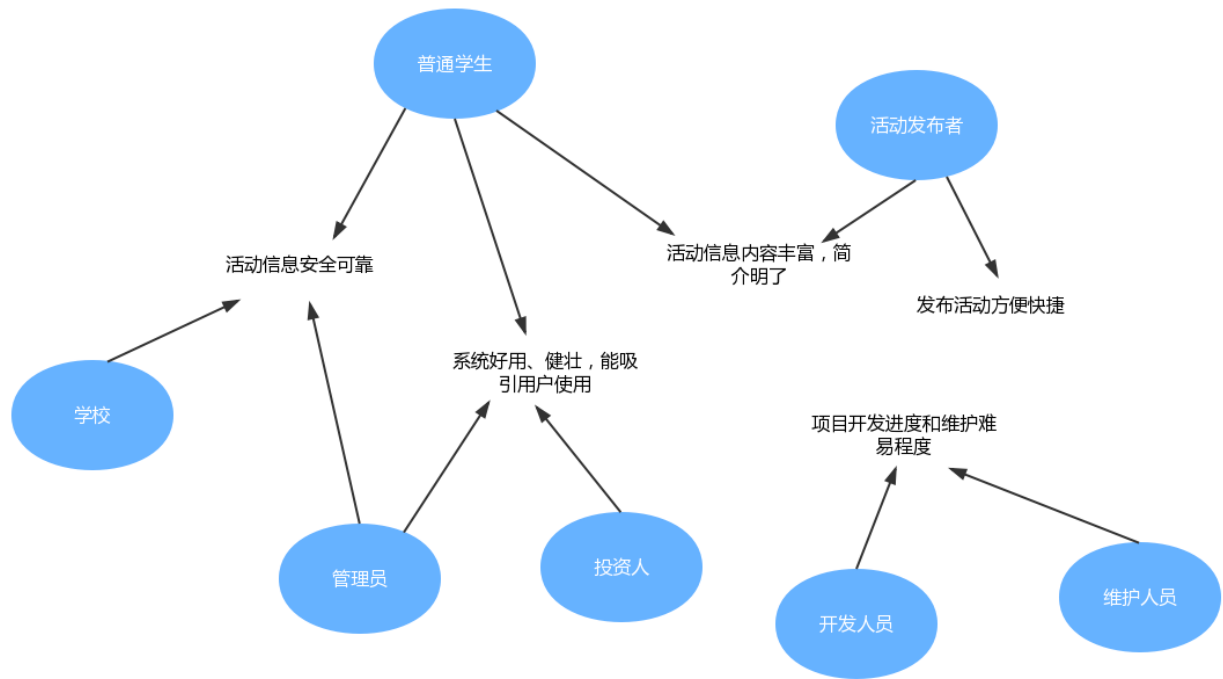 普通学生
活动发布者
活动信息安全可靠
活动信息内容丰富，简
介明了
发布活动方便快捷
系统好用、健壮，能吸
引用户使用
学校
项目开发进度和维护难
易程度
管理员
投资人
开发人员
维护人员